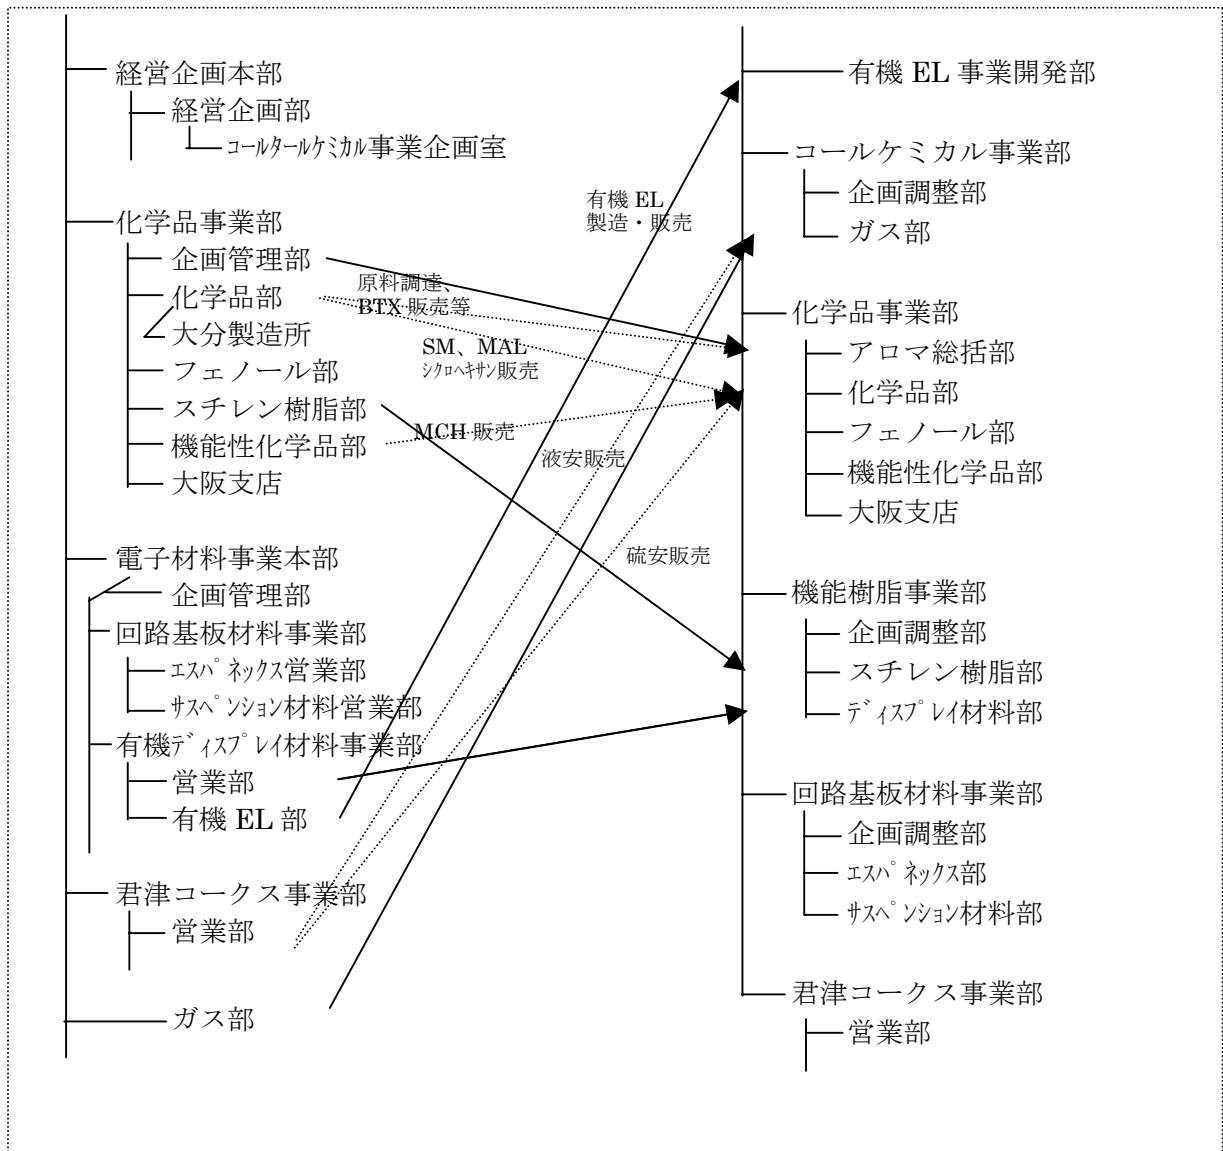 経営企画本部
経営企画部
コールタールケミカル事業企画室
化学品事業部
企画管理部
化学品部
大分製造所
フェノール部
スチレン樹脂部
機能性化学品部
大阪支店
電子材料事業本部
企画管理部
回路基板材料事業部
エスパネックス営業部
サスペンション材料営業部
有機ディスプレイ材料事業部
営業部
有機 EL 部
君津コークス事業部
営業部
ガス部
有機 EL
製造・販売
原料調達、
BTX 販売等
SM、MAL
シクロヘキサン販売
MCH 販売
液安販売
硫安販売
有機 EL 事業開発部
コールケミカル事業部
企画調整部
ガス部
化学品事業部
アロマ総括部
化学品部
フェノール部
機能性化学品部
大阪支店
機能樹脂事業部
企画調整部
スチレン樹脂部
ディスプレイ材料部
回路基板材料事業部
企画調整部
エスパネックス部
サスペンション材料部
君津コークス事業部
営業部